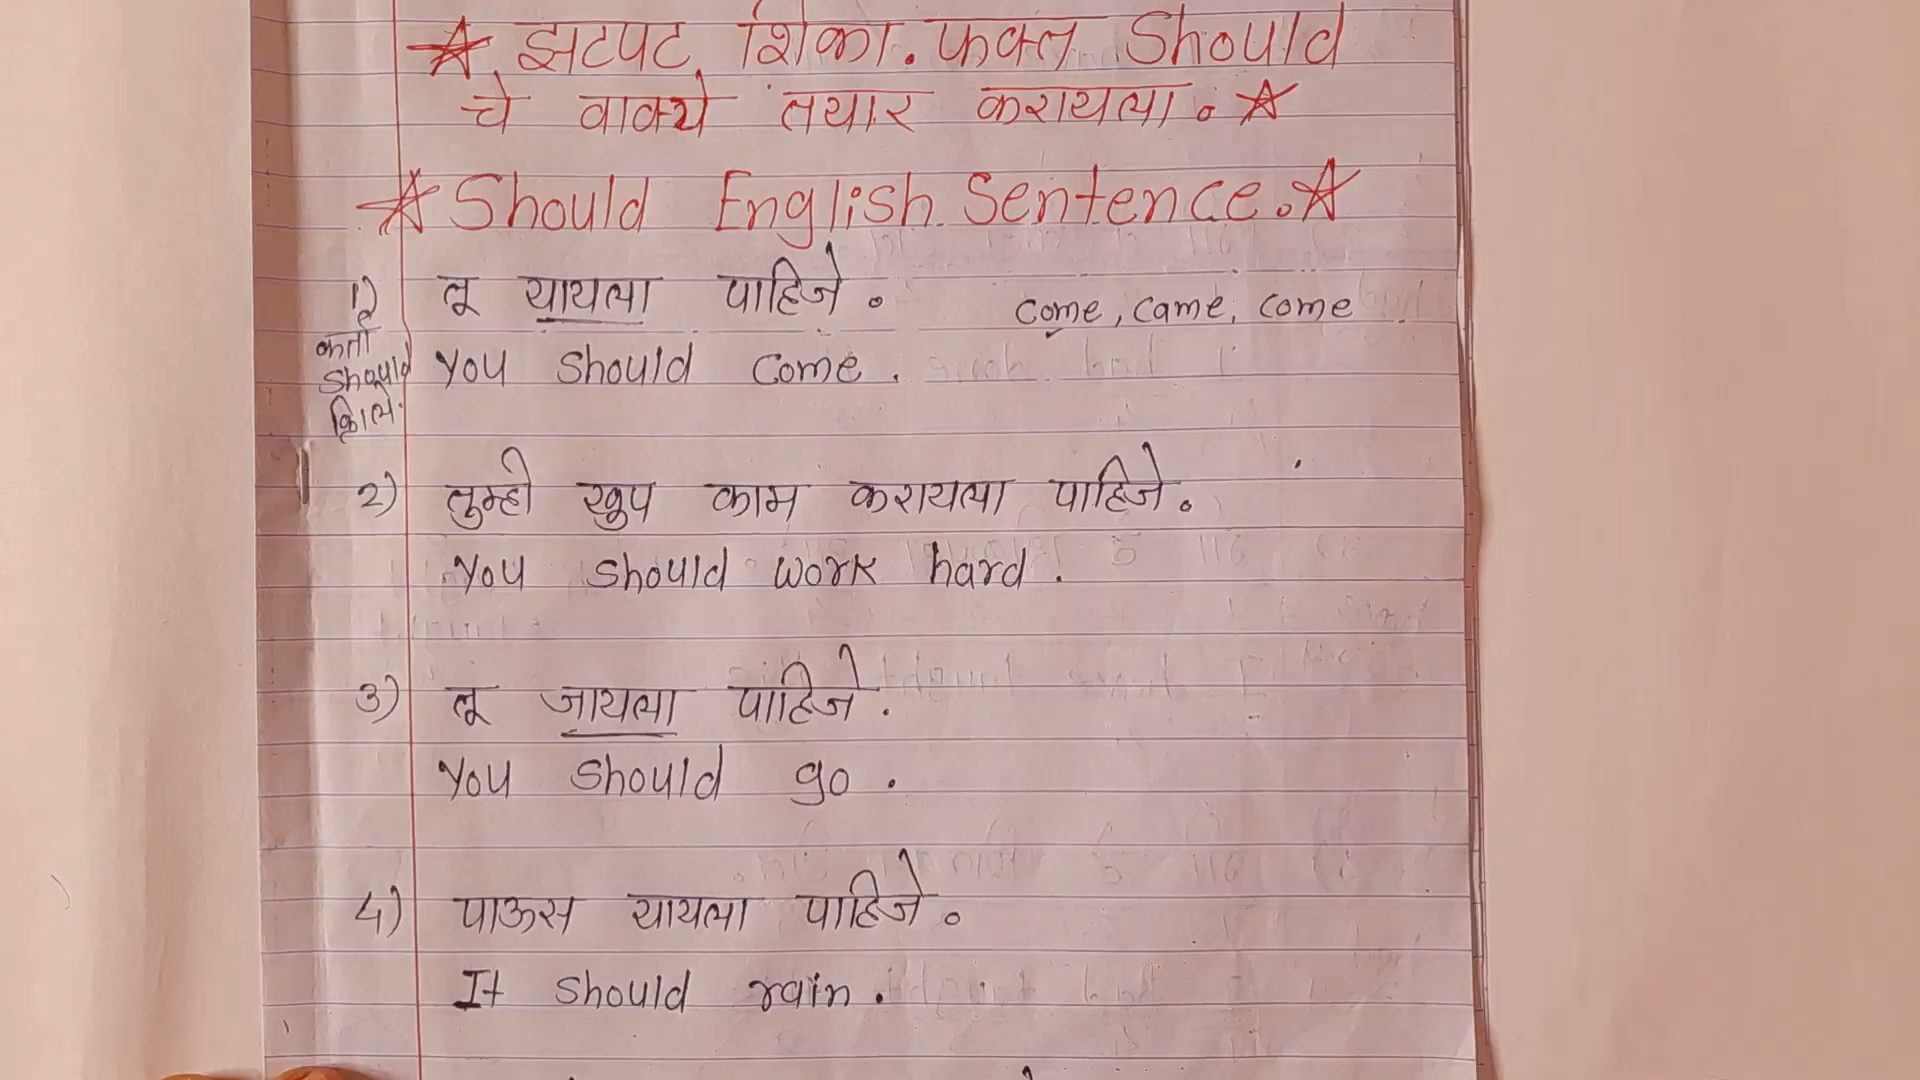 ☆ झटपट शिका. फक्त Should
चे वाक्ये तयार करायला. ☆
☆ Should English Sentence. ☆
1) तू यायला पाहिजे. come, came, come
कर्ता
should
You should come.
2) तुम्ही खूप काम करायला पाहिजे.
You should work hard.
3) तू जायला पाहिजे.
You should go.
4) पाऊस यायला पाहिजे.
It should rain.